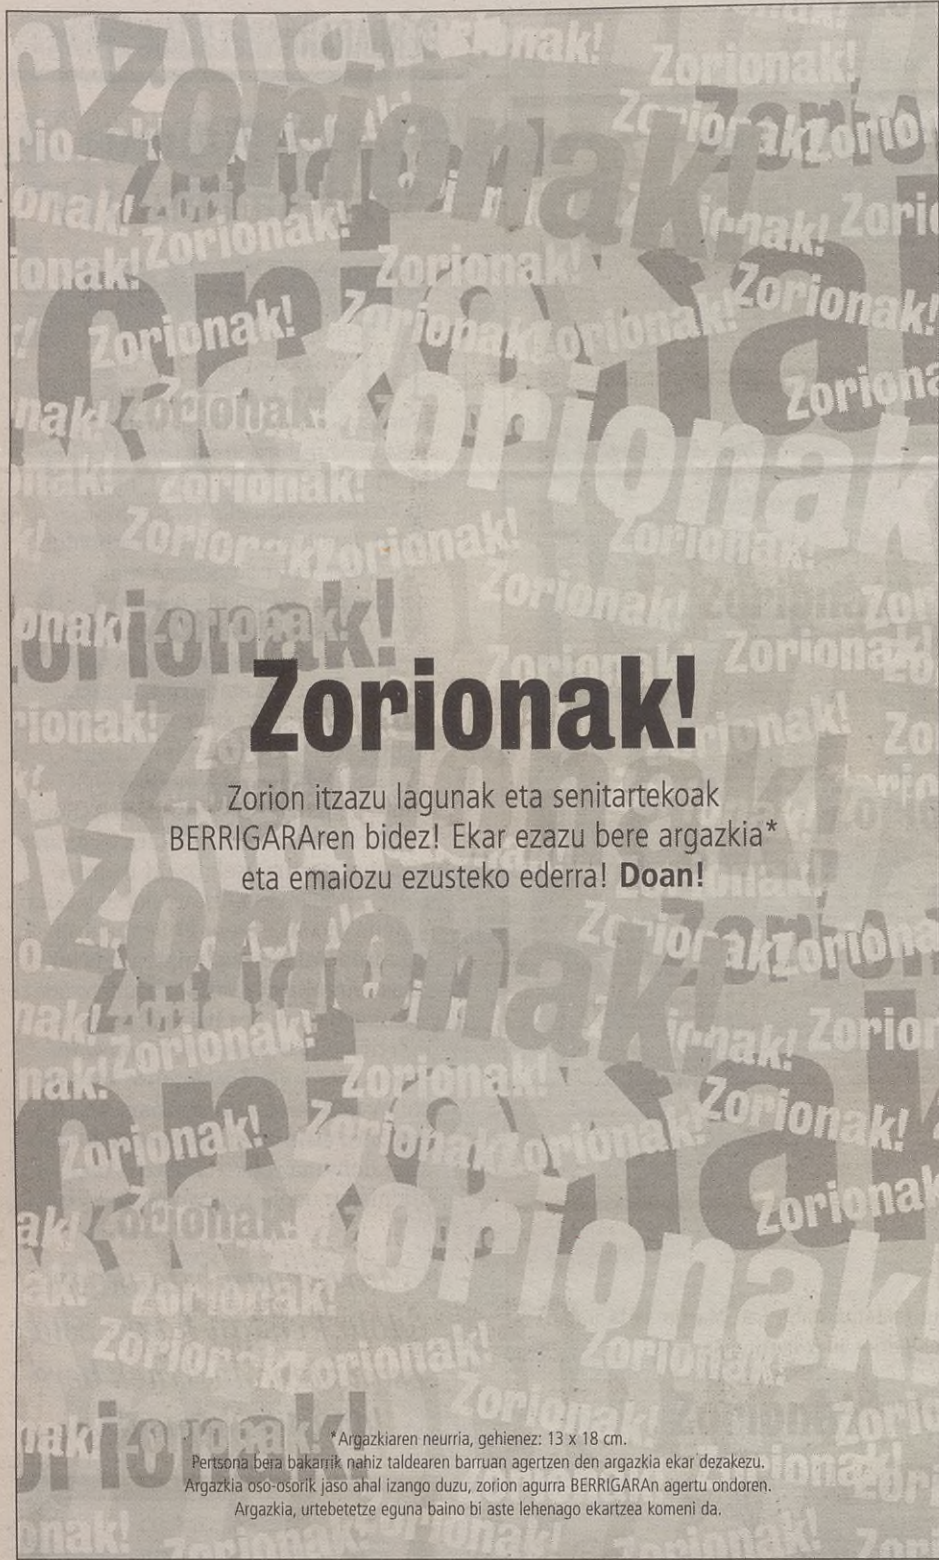 Zorionak!
Zorion itzazu lagunak eta senitartekoak
BERRIGARAren bidez! Ekar ezazu bere argazkia*
eta emaiozu ezusteko ederra! Doan!
*Argazkiaren neurria, gehienez: 13 x 18 cm.
Pertsona bera bakarrik nahiz taldearen barruan agertzen den argazkia ekar dezakezu.
Argazkia oso-osorik jaso ahal izango duzu, zorion agurra BERRIGARAn agertu ondoren.
Argazkia, urtebetetze eguna baino bi aste lehenago ekartzea komeni da.